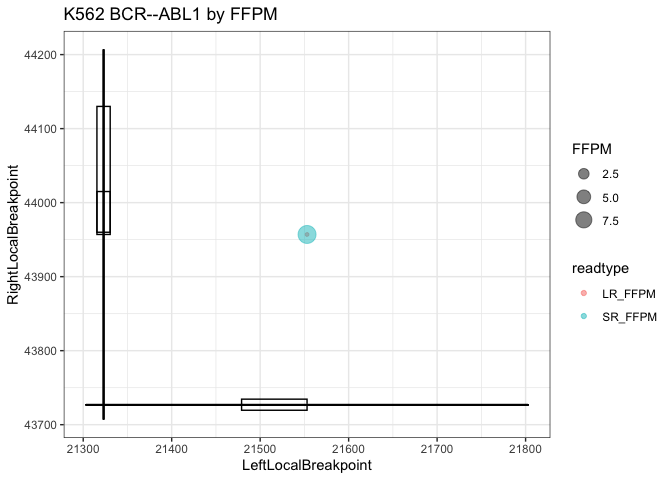 K562 BCR--ABL1 by FFPM
44200
44100
44000
43900
43800
43700
RightLocalBreakpoint
21300 21400 21500 21600 21700 21800
LeftLocalBreakpoint
FFPM
2.5
5.0
7.5
readtype
LR_FFPM
SR_FFPM